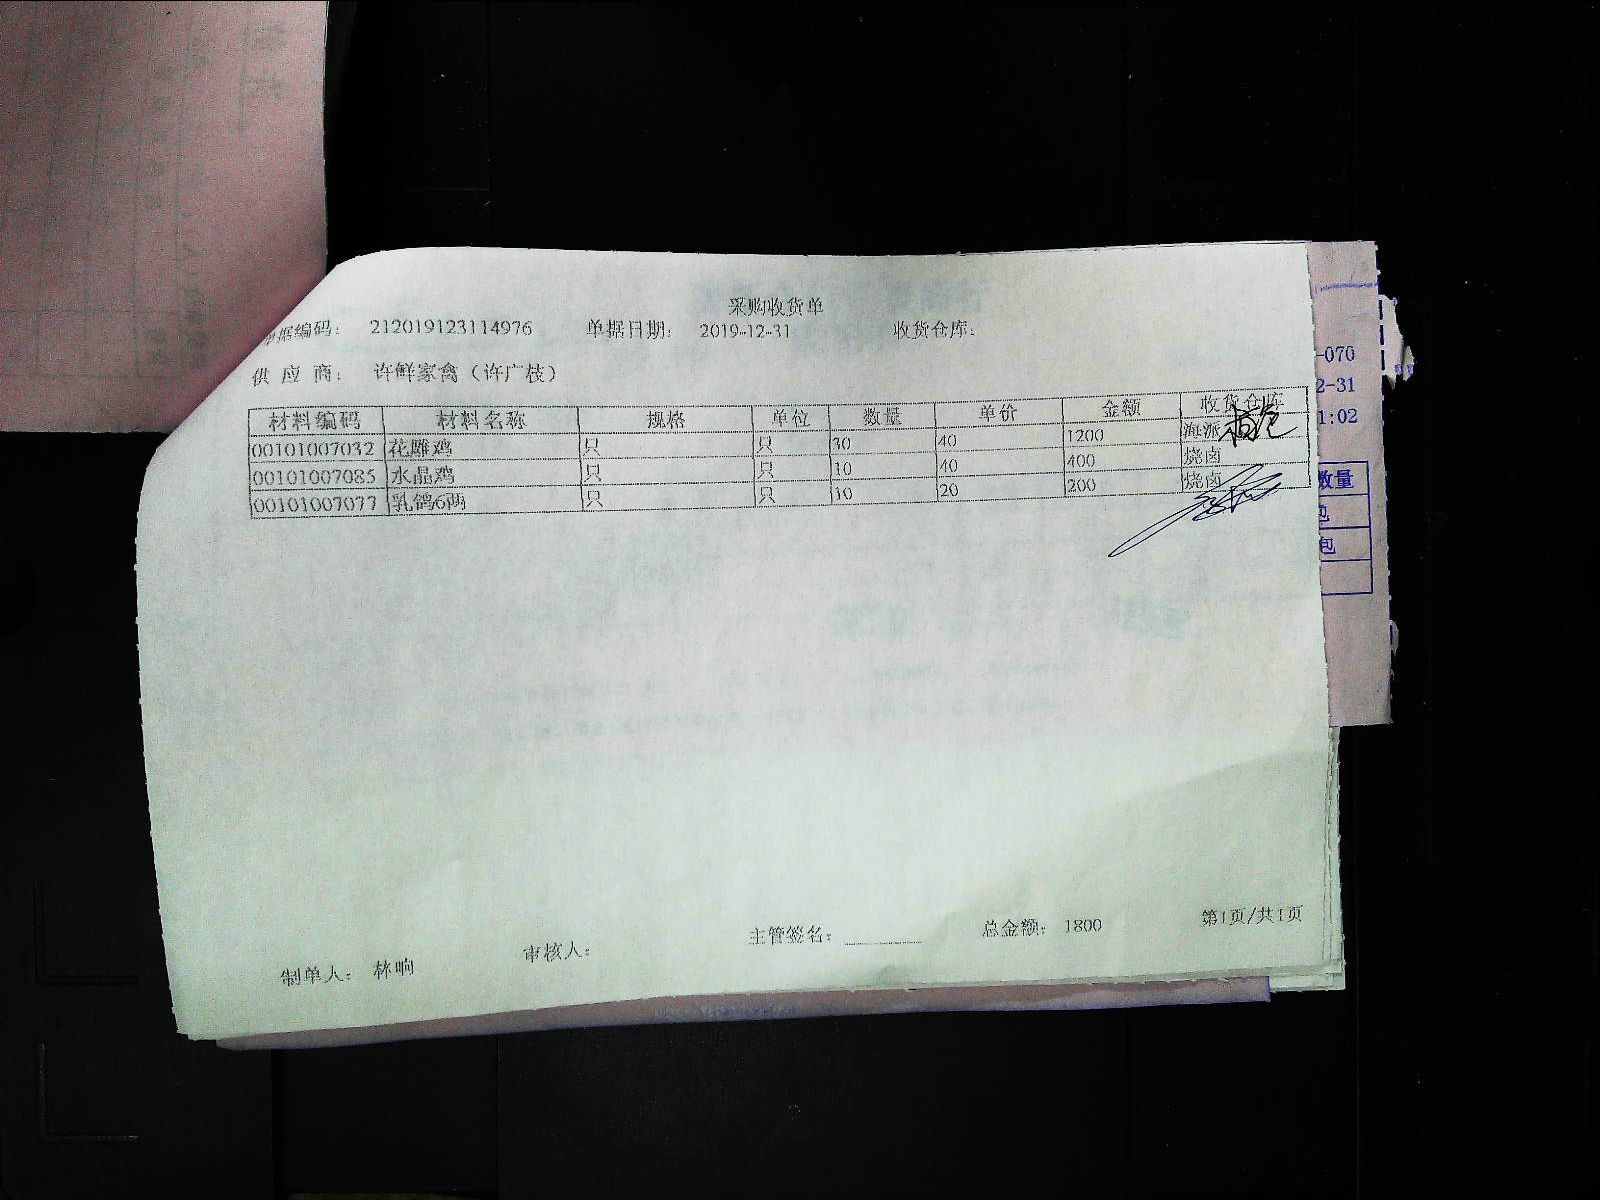 采购收货单
单据编码: 212019123114976 单据日期: 2019-12-31 收货仓库:
供应商: 许鲜家禽(许广枝)
材料编码 材料名称 规格 单位 数量 单价 金额 收货仓库
00101007032 花雕鸡 只 只 30 40 1200 海派
00101007085 水晶鸡 只 只 10 40 400 烧卤
00101007077 乳鸽6两 只 只 10 20 200 烧卤
制单人: 林响 审核人: 主管签名: 总金额: 1800 第1页/共1页
-070
2-31
1:02
数量
包
包